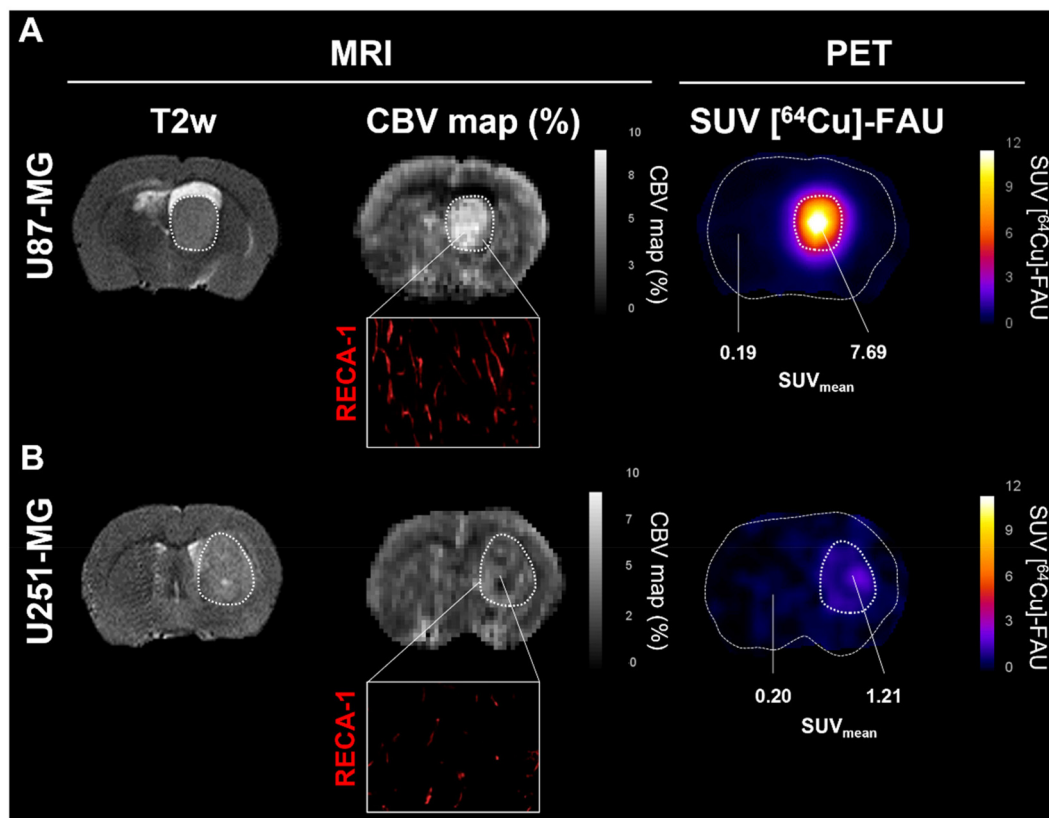 A
MRI
PET
T2w
CBV map (%)
SUV [⁶⁴Cu]-FAU
U87-MG
10
8
5
3
0
CBV map (%)
12
9
6
3
0
SUV [⁶⁴Cu]-FAU
RECA-1
0.19
7.69
SUVmean
B
U251-MG
10
7
5
2
0
CBV map (%)
12
9
6
3
0
SUV [⁶⁴Cu]-FAU
RECA-1
0.20
1.21
SUVmean